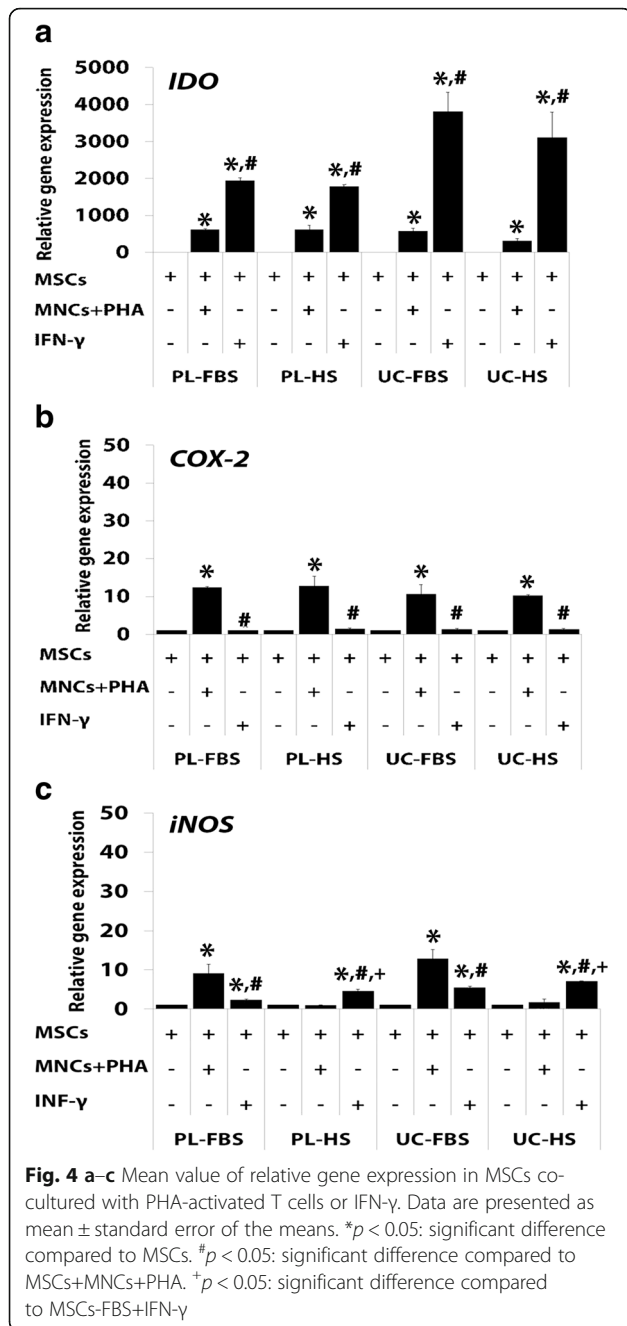 a
IDO
5000
*,#
4000
*,#
3000
*,#
*,#
2000
1000
* * * *
0
Relative gene expression
MSCs + + + + + + + + + + + +
MNCs+PHA - + - - + - - + - - + -
IFN-γ - - + - - + - - + - - +
PL-FBS PL-HS UC-FBS UC-HS
b
COX-2
50
40
30
20
* * * *
10
# # # #
0
Relative gene expression
MSCs + + + + + + + + + + + +
MNCs+PHA - + - - + - - + - - + -
IFN-γ - - + - - + - - + - - +
PL-FBS PL-HS UC-FBS UC-HS
c
iNOS
50
40
30
20
* *,# *,#,+ * *,# *,#,+
10
0
Relative gene expression
MSCs + + + + + + + + + + + +
MNCs+PHA - + - - + - - + - - + -
INF-γ - - + - - + - - + - - +
PL-FBS PL-HS UC-FBS UC-HS
Fig. 4 a–c Mean value of relative gene expression in MSCs co-
cultured with PHA-activated T cells or IFN-γ. Data are presented as
mean ± standard error of the means. *p < 0.05: significant difference
compared to MSCs. #p < 0.05: significant difference compared to
MSCs+MNCs+PHA. +p < 0.05: significant difference compared
to MSCs-FBS+IFN-γ